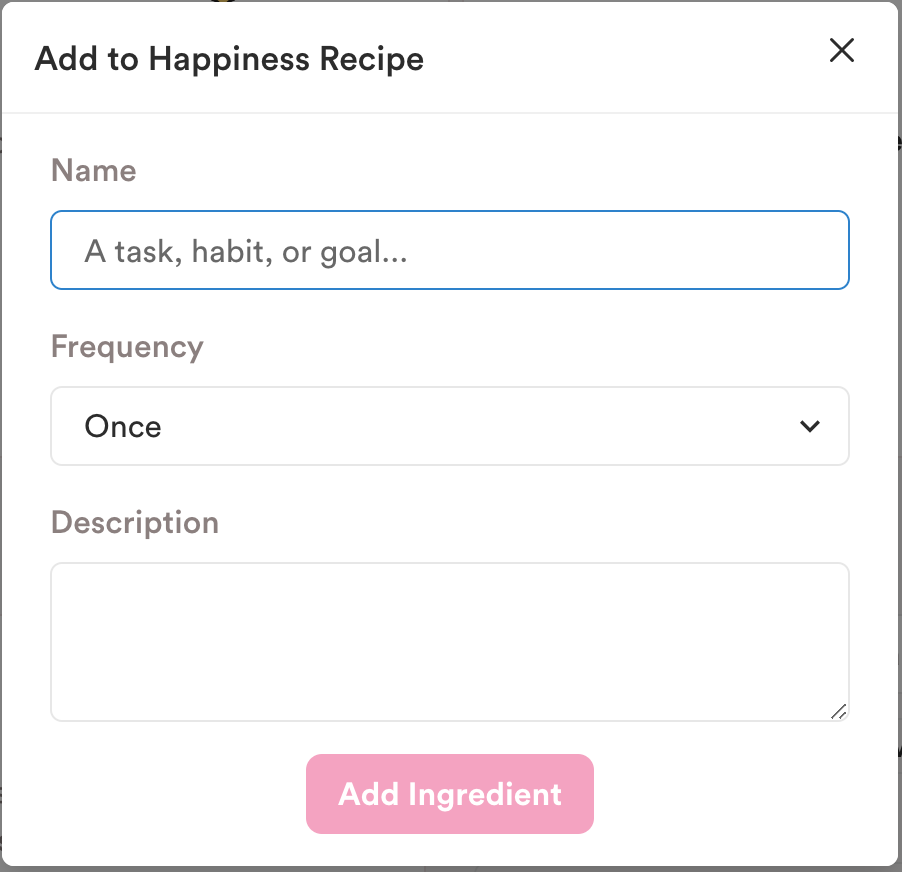 Add to Happiness Recipe
Name
A task, habit, or goal...
Frequency
Once
Description
Add Ingredient